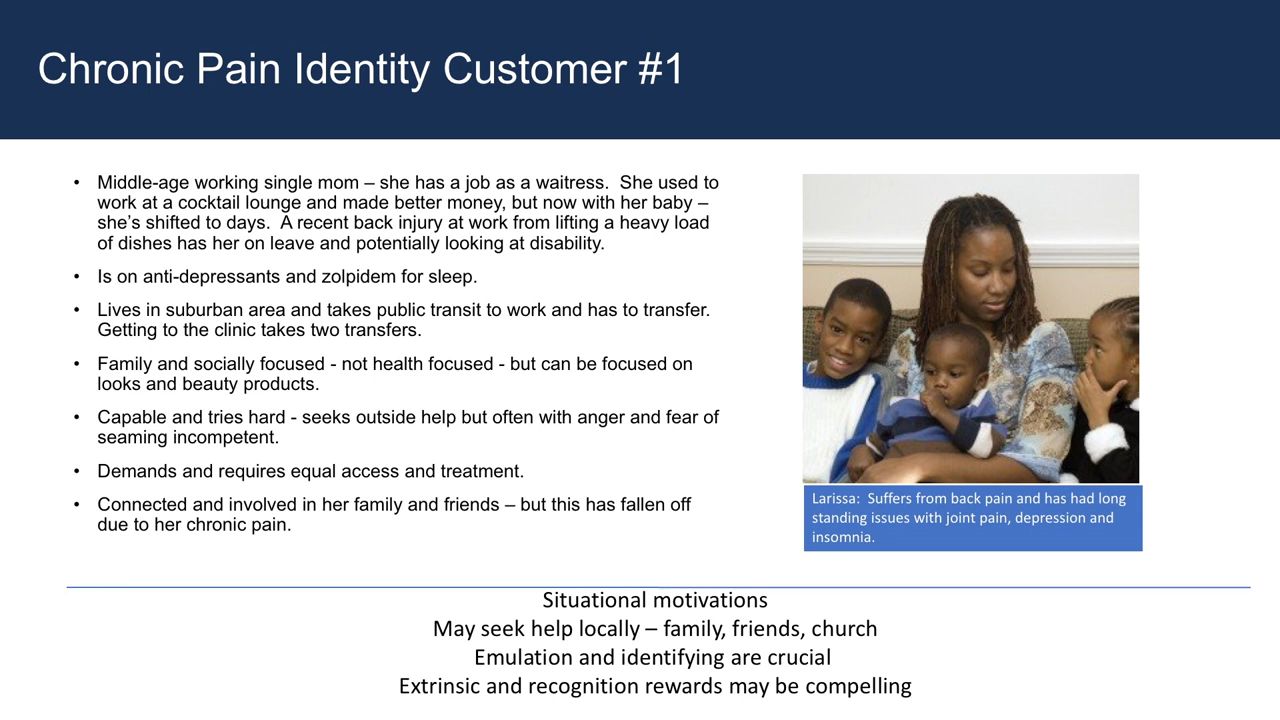 Chronic Pain Identity Customer #1
• Middle-age working single mom – she has a job as a waitress.  She used to
work at a cocktail lounge and made better money, but now with her baby –
she's shifted to days.  A recent back injury at work from lifting a heavy load
of dishes has her on leave and potentially looking at disability.
• Is on anti-depressants and zolpidem for sleep.
• Lives in suburban area and takes public transit to work and has to transfer.
Getting to the clinic takes two transfers.
• Family and socially focused - not health focused - but can be focused on
looks and beauty products.
• Capable and tries hard - seeks outside help but often with anger and fear of
seaming incompetent.
• Demands and requires equal access and treatment.
• Connected and involved in her family and friends – but this has fallen off
due to her chronic pain.
Larissa:  Suffers from back pain and has had long
standing issues with joint pain, depression and
insomnia.
Situational motivations
May seek help locally – family, friends, church
Emulation and identifying are crucial
Extrinsic and recognition rewards may be compelling